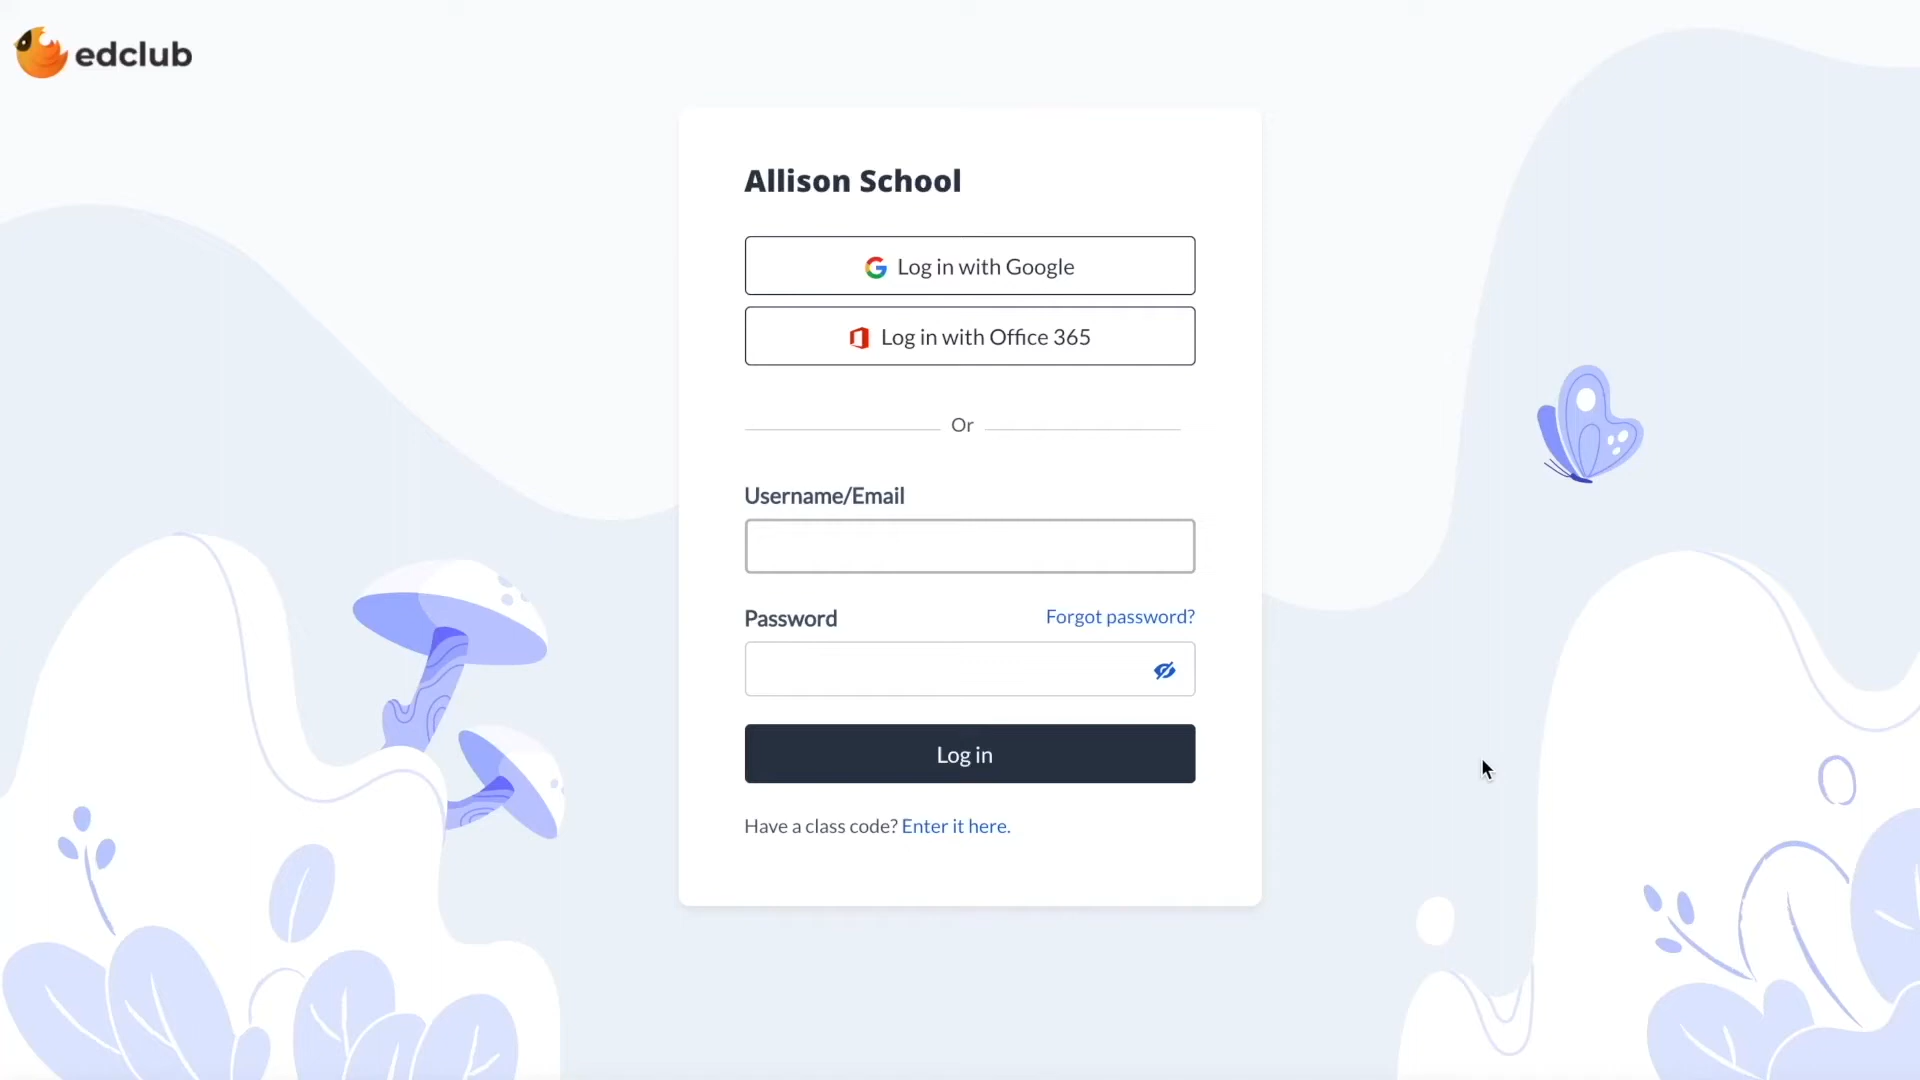 edclub
Allison School
Log in with Google
Log in with Office 365
Or
Username/Email
Password
Forgot password?
Log in
Have a class code? Enter it here.